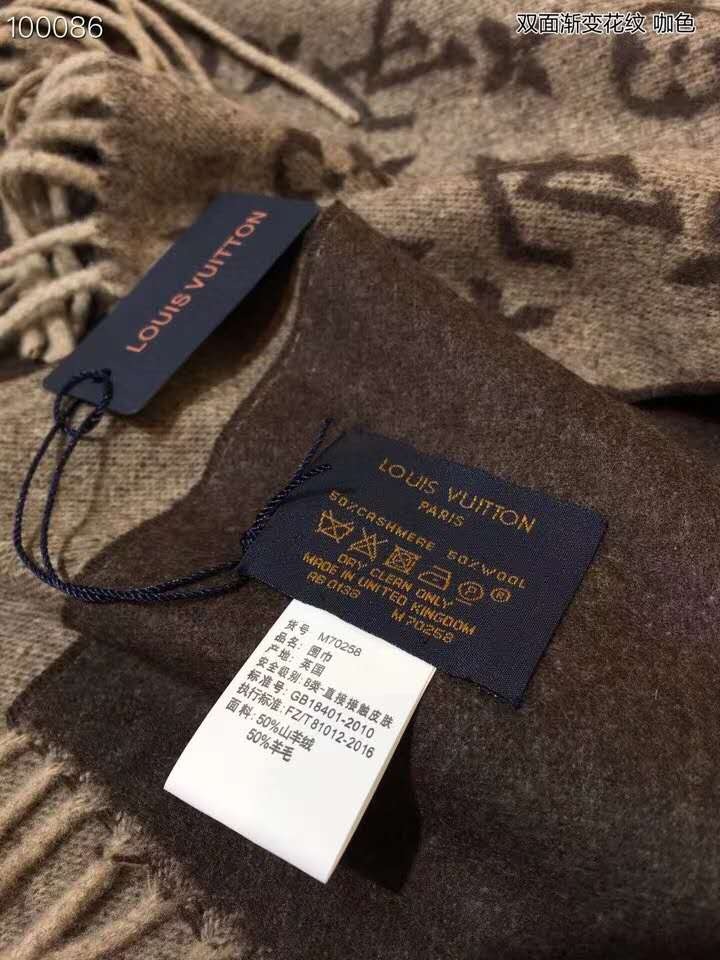 100086
双面渐变花纹 咖色
LOUIS VUITTON
LOUIS VUITTON
PARIS
50%CASHMERE 50%WOOL
DRY CLEAN ONLY
MADE IN UNITED KINGDOM
AB 0138 M 70258
货号 M70258
品名: 围巾
产地: 英国
安全级别: B类-直接接触皮肤
标准号: GB18401-2010
执行标准: FZ/T81012-2016
面料: 50%山羊绒
50%羊毛